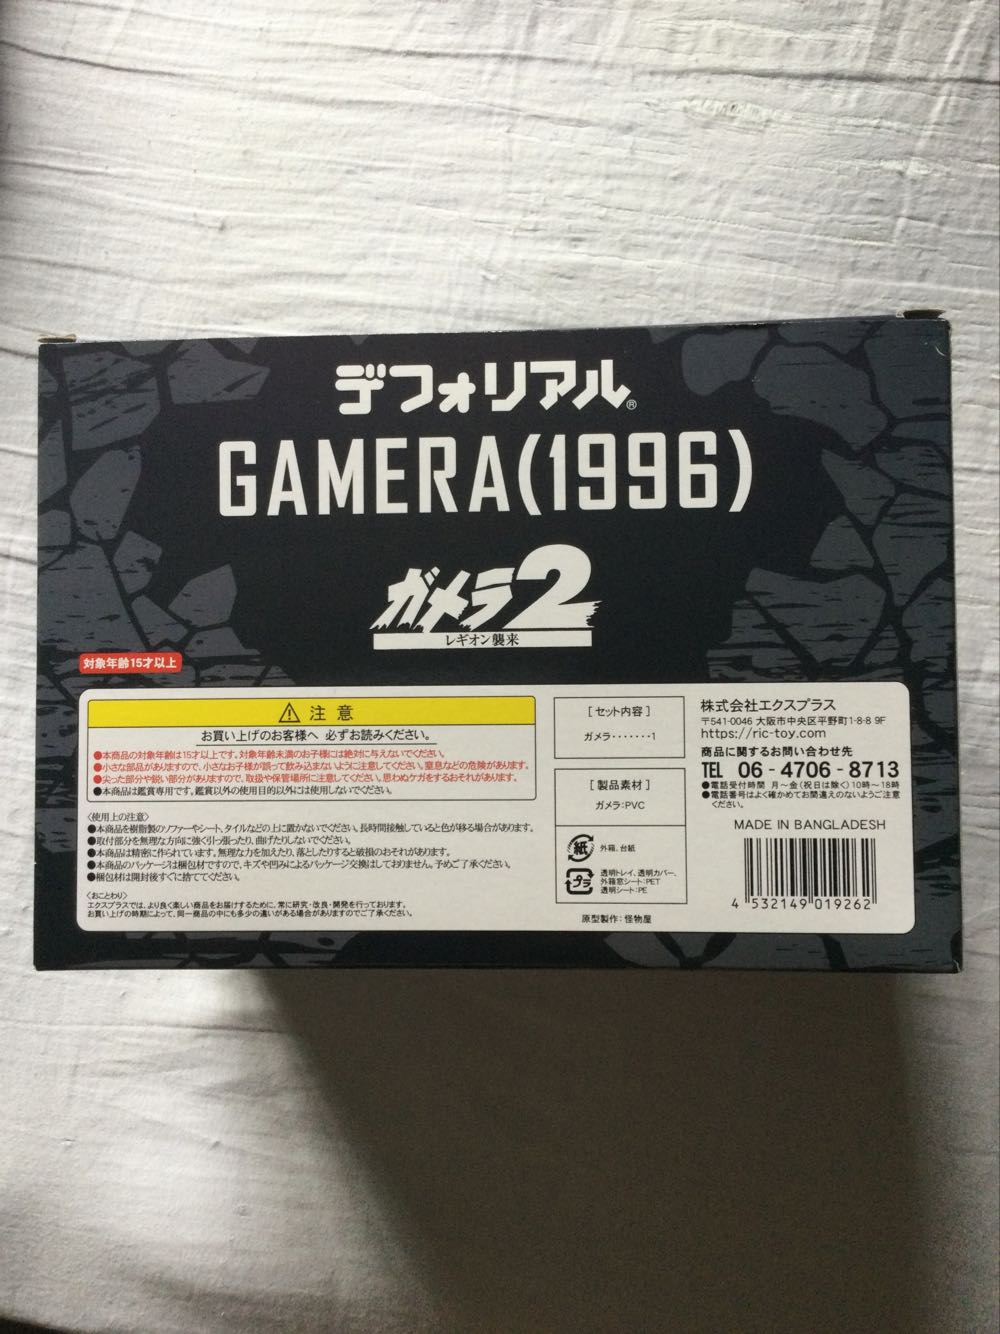 デフォリアル®
GAMERA(1996)
ガメラ2
レギオン襲来
対象年齢15才以上
⚠ 注意
お買い上げのお客様へ 必ずお読みください。
●本商品の対象年齢は15才以上です。対象年齢未満のお子様には絶対に与えないでください。
●小さな部品がありますので、小さなお子様が誤って飲み込まないように注意してください。窒息などの危険があります。
●尖った部分や鋭い部分がありますので、取扱や保管場所に注意してください。思わぬケガをするおそれがあります。
●本商品は鑑賞専用です。鑑賞以外の使用目的以外には使用しないでください。
〈使用上の注意〉
●本商品を樹脂製のソファーやシート、タイルなどの上に置かないでください。長時間接触していると色が移る場合があります。
●取付部分を無理な方向に強く引っ張ったり、曲げたりしないでください。
●本商品は精密に作られています。無理な力を加えたり、落としたりすると破損のおそれがあります。
●本商品のパッケージは梱包材ですので、キズや凹みによるパッケージ交換はしておりません。予めご了承ください。
●梱包材は開封後すぐに捨ててください。
〈おことわり〉
エクスプラスでは、より良く楽しい商品をお届けするために、常に研究・改良・開発を行っております。
お買い上げの時期によって、同一商品の中にも多少の違いがある場合がありますのでご了承ください。
[セット内容]
ガメラ・・・・・・・1
[製品素材]
ガメラ:PVC
紙 外箱、台紙
プラ 透明トレイ、透明カバー、
外箱窓シート:PET
透明シート:PE
原型製作:怪物屋
株式会社エクスプラス
〒541-0046 大阪市中央区平野町1-8-8 9F
https://ric-toy.com
商品に関するお問い合わせ先
TEL 06-4706-8713
●電話受付時間 月〜金(祝日は除く)10時〜18時
●電話番号はよく確かめてお間違えのないようご注意
ください。
MADE IN BANGLADESH
4 532149 019262